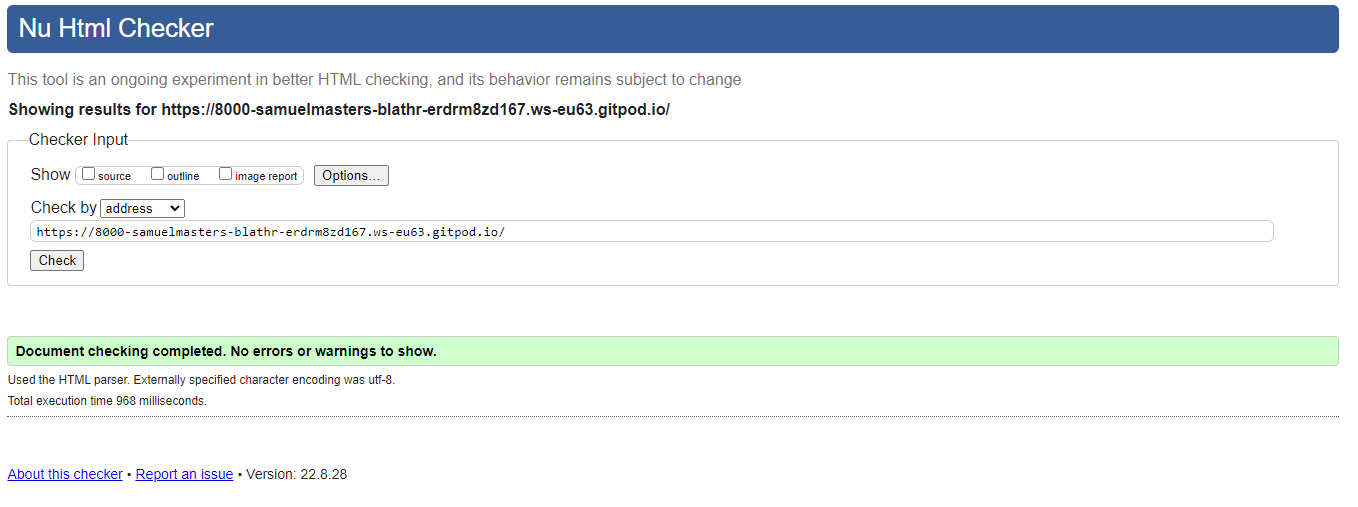 Nu Html Checker
This tool is an ongoing experiment in better HTML checking, and its behavior remains subject to change
Showing results for https://8000-samuelmasters-blathr-erdrm8zd167.ws-eu63.gitpod.io/
Checker Input
Show source outline image report Options...
Check by address
https://8000-samuelmasters-blathr-erdrm8zd167.ws-eu63.gitpod.io/
Check
Document checking completed. No errors or warnings to show.
Used the HTML parser. Externally specified character encoding was utf-8.
Total execution time 968 milliseconds.
About this checker • Report an issue • Version: 22.8.28